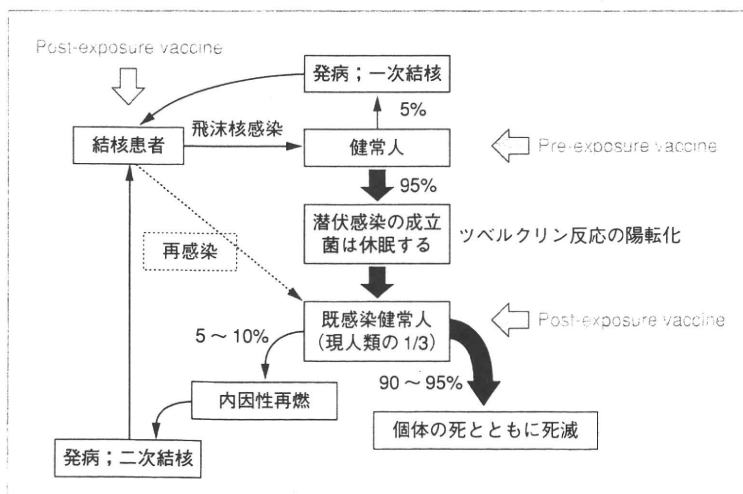 Post-exposure vaccine
発病；一次結核
5%
飛沫核感染
結核患者
健常人
Pre-exposure vaccine
95%
潜伏感染の成立
菌は休眠する
ツベルクリン反応の陽転化
再感染
既感染健常人
（現人類の 1/3）
Post-exposure vaccine
5～10%
90～95%
内因性再燃
個体の死とともに死滅
発病；二次結核